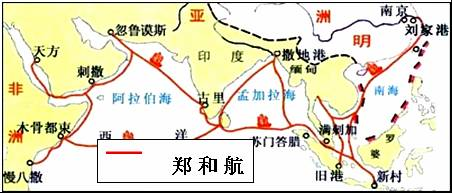 亚洲
明
南京
刘家港
忽鲁谟斯
天方
印度
撒地港
缅甸
刺撒
非洲
阿拉伯海
古里
孟加拉海
南海
木骨都束
西洋
苏门答腊
满剌加
婆罗
慢八撒
旧港
新村
郑和航